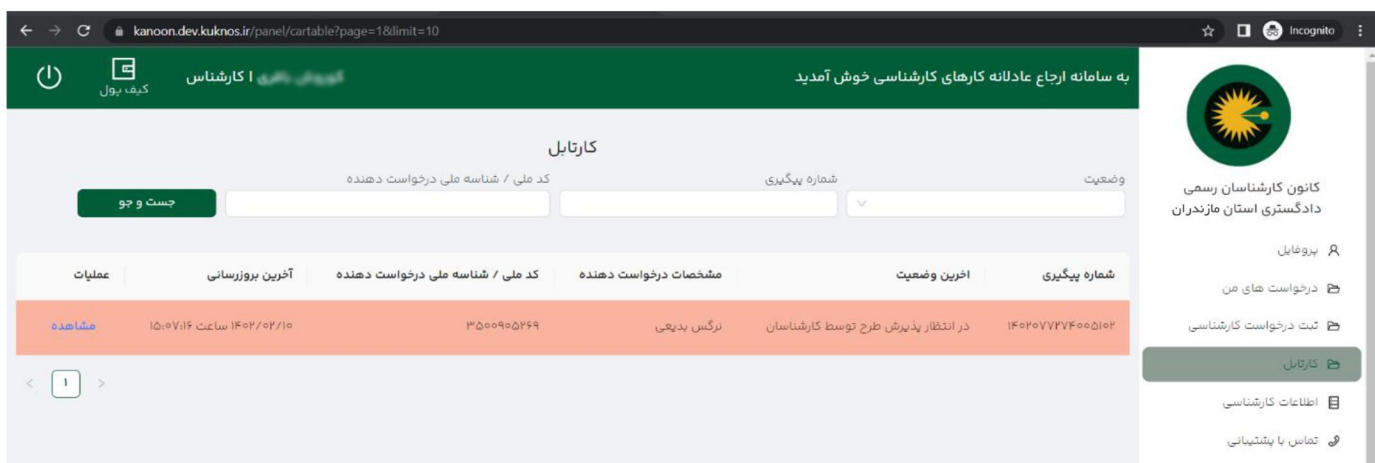 kanoon.dev.kuknos.ir/panel/cartable?page=1&limit=10
Incognito
به سامانه ارجاع عادلانه کارهای کارشناسی خوش آمدید
| کارشناس
کیف پول
کانون کارشناسان رسمی
دادگستری استان مازندران
پروفایل
درخواست های من
ثبت درخواست کارشناسی
کارتابل
اطلاعات کارشناسی
تماس با پشتیبانی
کارتابل
وضعیت شماره پیگیری کد ملی / شناسه ملی درخواست دهنده
جست و جو
شماره پیگیری اخرین وضعیت مشخصات درخواست دهنده کد ملی / شناسه ملی درخواست دهنده آخرین بروزرسانی عملیات
۱۴۰۲۰۷۷۲۷۴۰۰۵۱۰۲ در انتظار پذیرش طرح توسط کارشناسان نرگس بدیعی ۳۵۰۰۹۰۵۲۶۹ ۱۴۰۲/۰۲/۱۰ ساعت ۱۵:۰۷:۱۶ مشاهده
۱